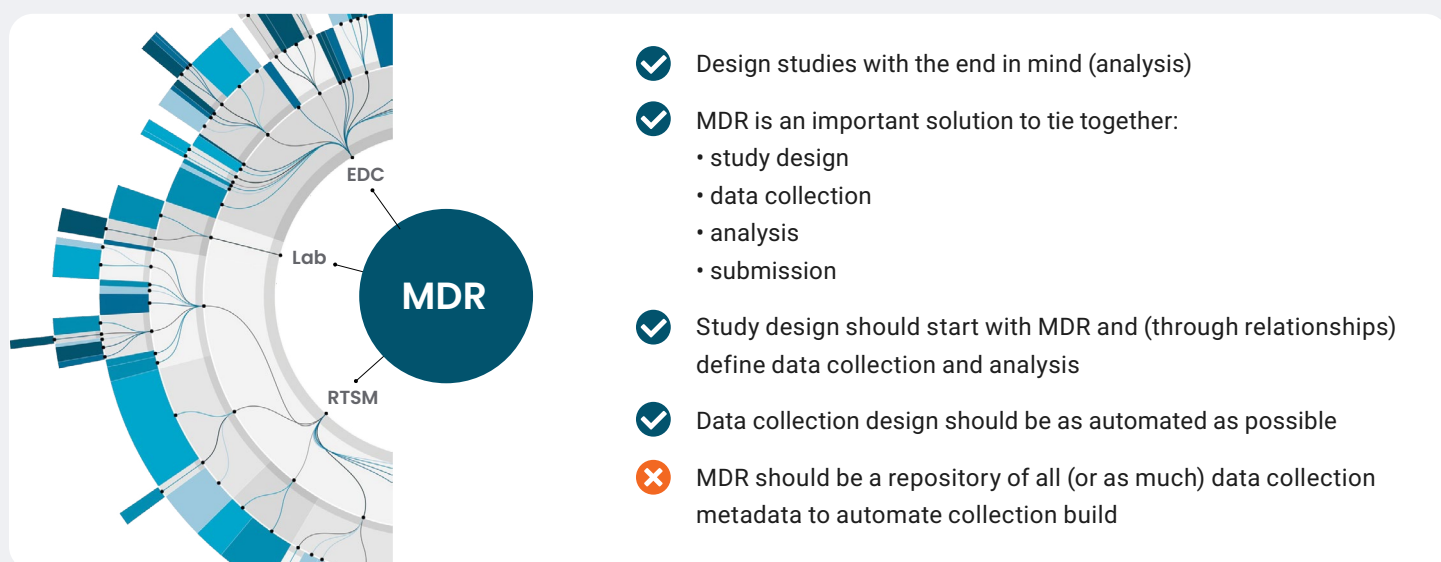 EDC
Lab
MDR
RTSM
Design studies with the end in mind (analysis)
MDR is an important solution to tie together:
• study design
• data collection
• analysis
• submission
Study design should start with MDR and (through relationships)
define data collection and analysis
Data collection design should be as automated as possible
MDR should be a repository of all (or as much) data collection
metadata to automate collection build